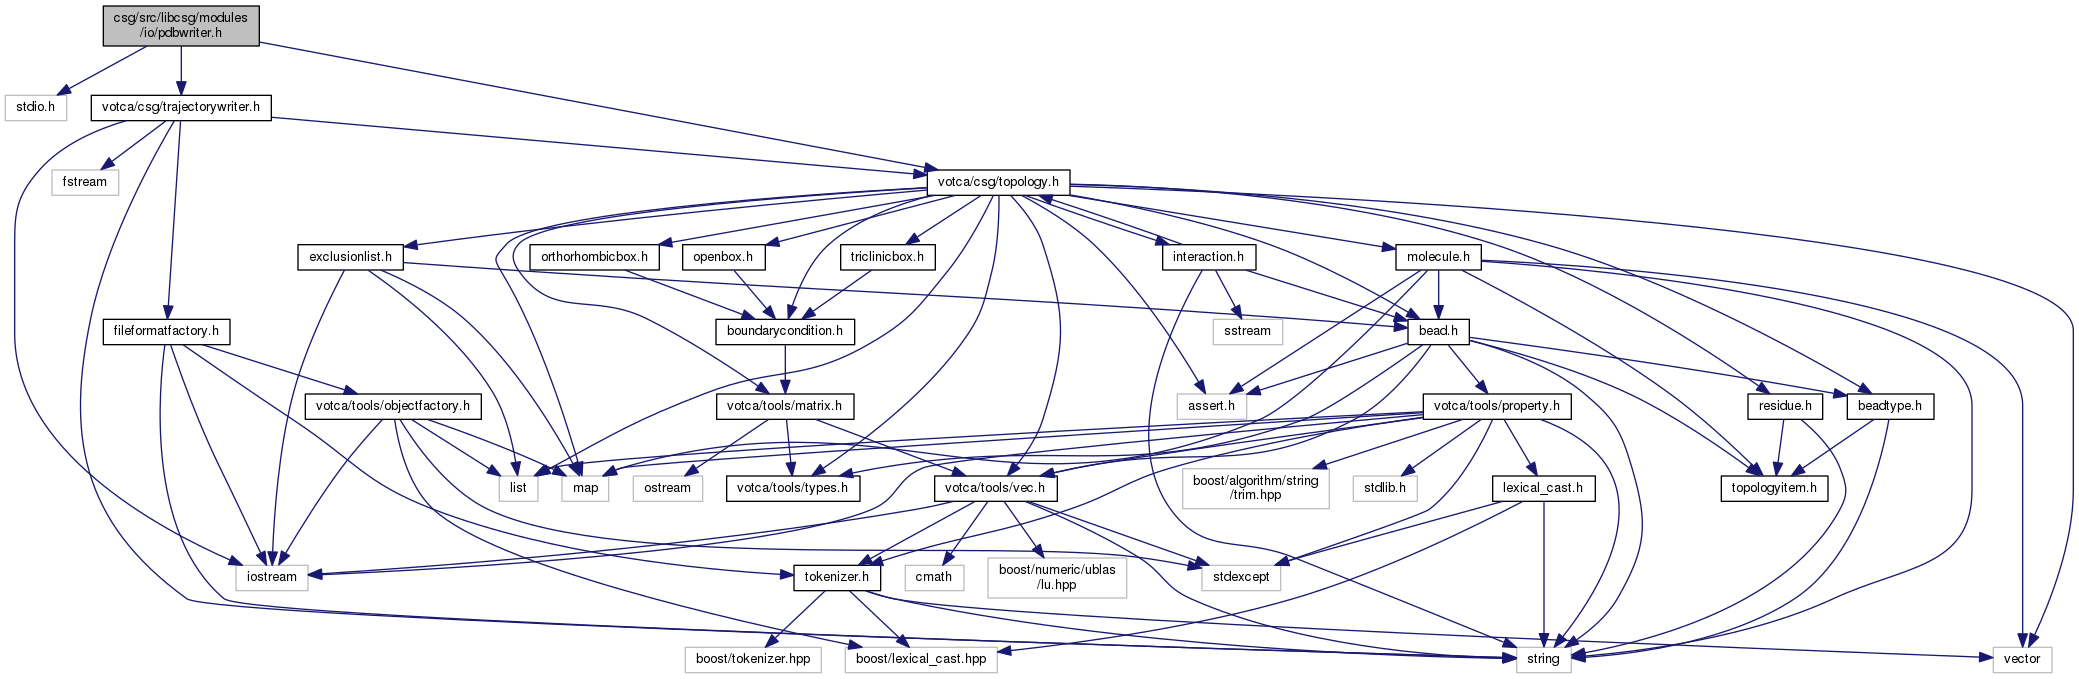 csg/src/libcsg/modules
/io/pdbwriter.h
stdio.h
votca/csg/trajectorywriter.h
fstream
votca/csg/topology.h
exclusionlist.h
orthorhombicbox.h
openbox.h
triclinicbox.h
interaction.h
molecule.h
fileformatfactory.h
boundarycondition.h
sstream
bead.h
votca/tools/objectfactory.h
votca/tools/matrix.h
assert.h
votca/tools/property.h
residue.h
beadtype.h
list
map
ostream
votca/tools/types.h
votca/tools/vec.h
boost/algorithm/string
/trim.hpp
stdlib.h
lexical_cast.h
topologyitem.h
iostream
tokenizer.h
cmath
boost/numeric/ublas
/lu.hpp
stdexcept
boost/tokenizer.hpp
boost/lexical_cast.hpp
string
vector